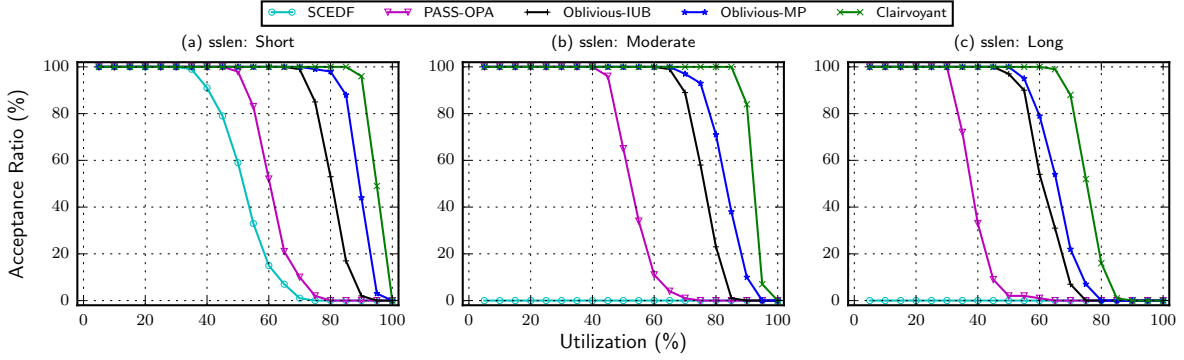 SCEDF PASS-OPA Oblivious-IUB Oblivious-MP Clairvoyant
(a) sslen: Short
(b) sslen: Moderate
(c) sslen: Long
Acceptance Ratio (%)
100
80
60
40
20
0
0 20 40 60 80 100
100
80
60
40
20
0
0 20 40 60 80 100
100
80
60
40
20
0
0 20 40 60 80 100
Utilization (%)